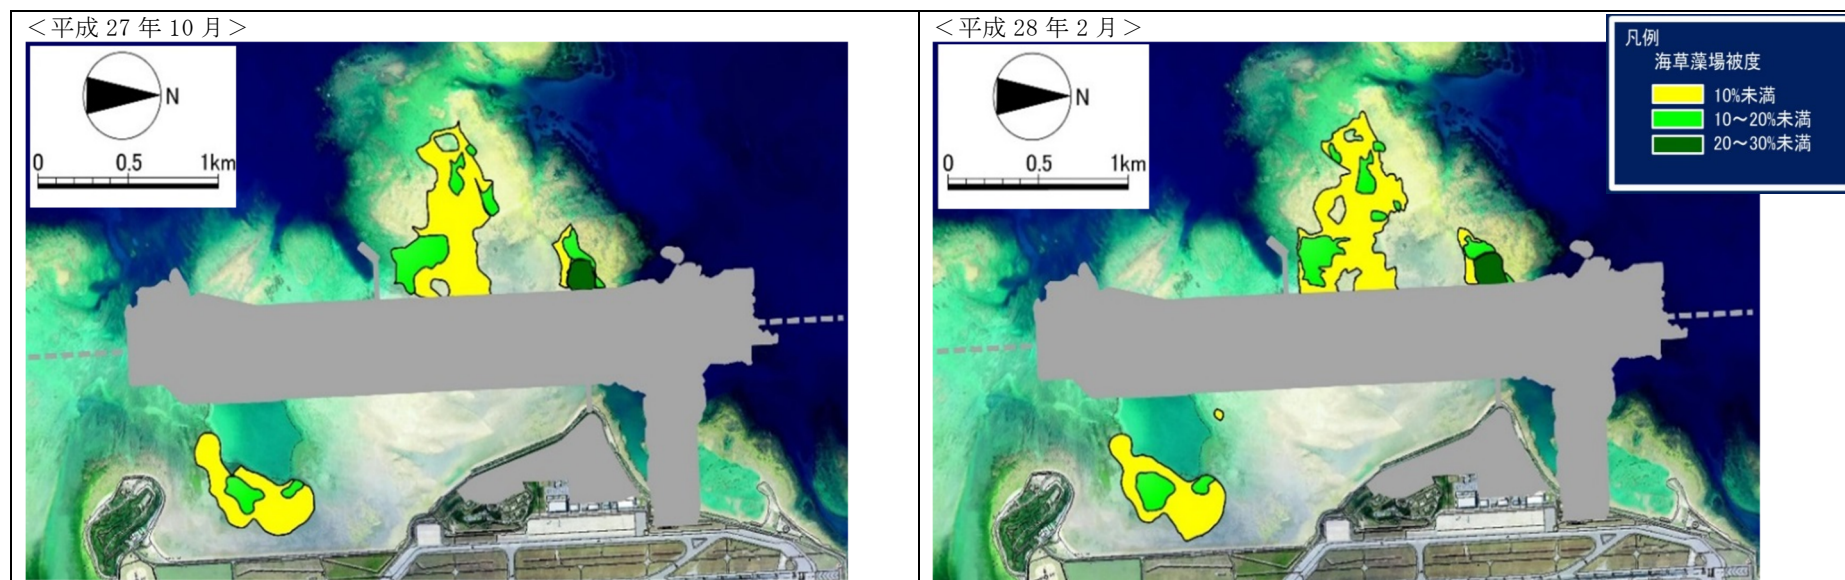 ＜平成 27 年 10 月＞
N
0 0.5 1km
＜平成 28 年 2 月＞
N
0 0.5 1km
凡例
海草藻場被度
10%未満
10～20%未満
20～30%未満